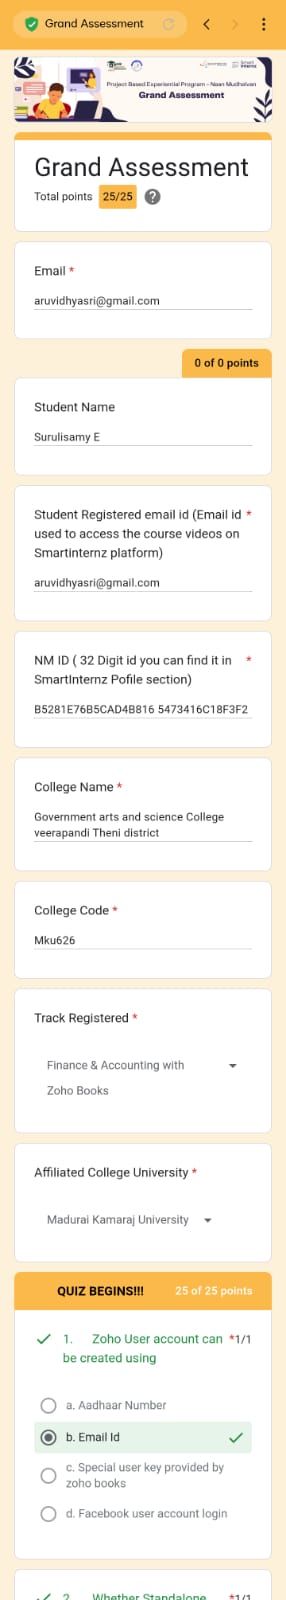 Grand Assessment
Project Based Experiential Program - Naan Mudhalvan
Grand Assessment
Grand Assessment
Total points 25/25
Email *
aruvidhyasri@gmail.com
0 of 0 points
Student Name
Surulisamy E
Student Registered email id (Email id *
used to access the course videos on
Smartinternz platform)
aruvidhyasri@gmail.com
NM ID ( 32 Digit id you can find it in *
SmartInternz Pofile section)
B5281E76B5CAD4B816 5473416C18F3F2
College Name *
Government arts and science College
veerapandi Theni district
College Code *
Mku626
Track Registered *
Finance & Accounting with
Zoho Books
Affiliated College University *
Madurai Kamaraj University
QUIZ BEGINS!!! 25 of 25 points
1. Zoho User account can *1/1
be created using
a. Aadhaar Number
b. Email Id
c. Special user key provided by
zoho books
d. Facebook user account login
2. Whether Standalone *1/1